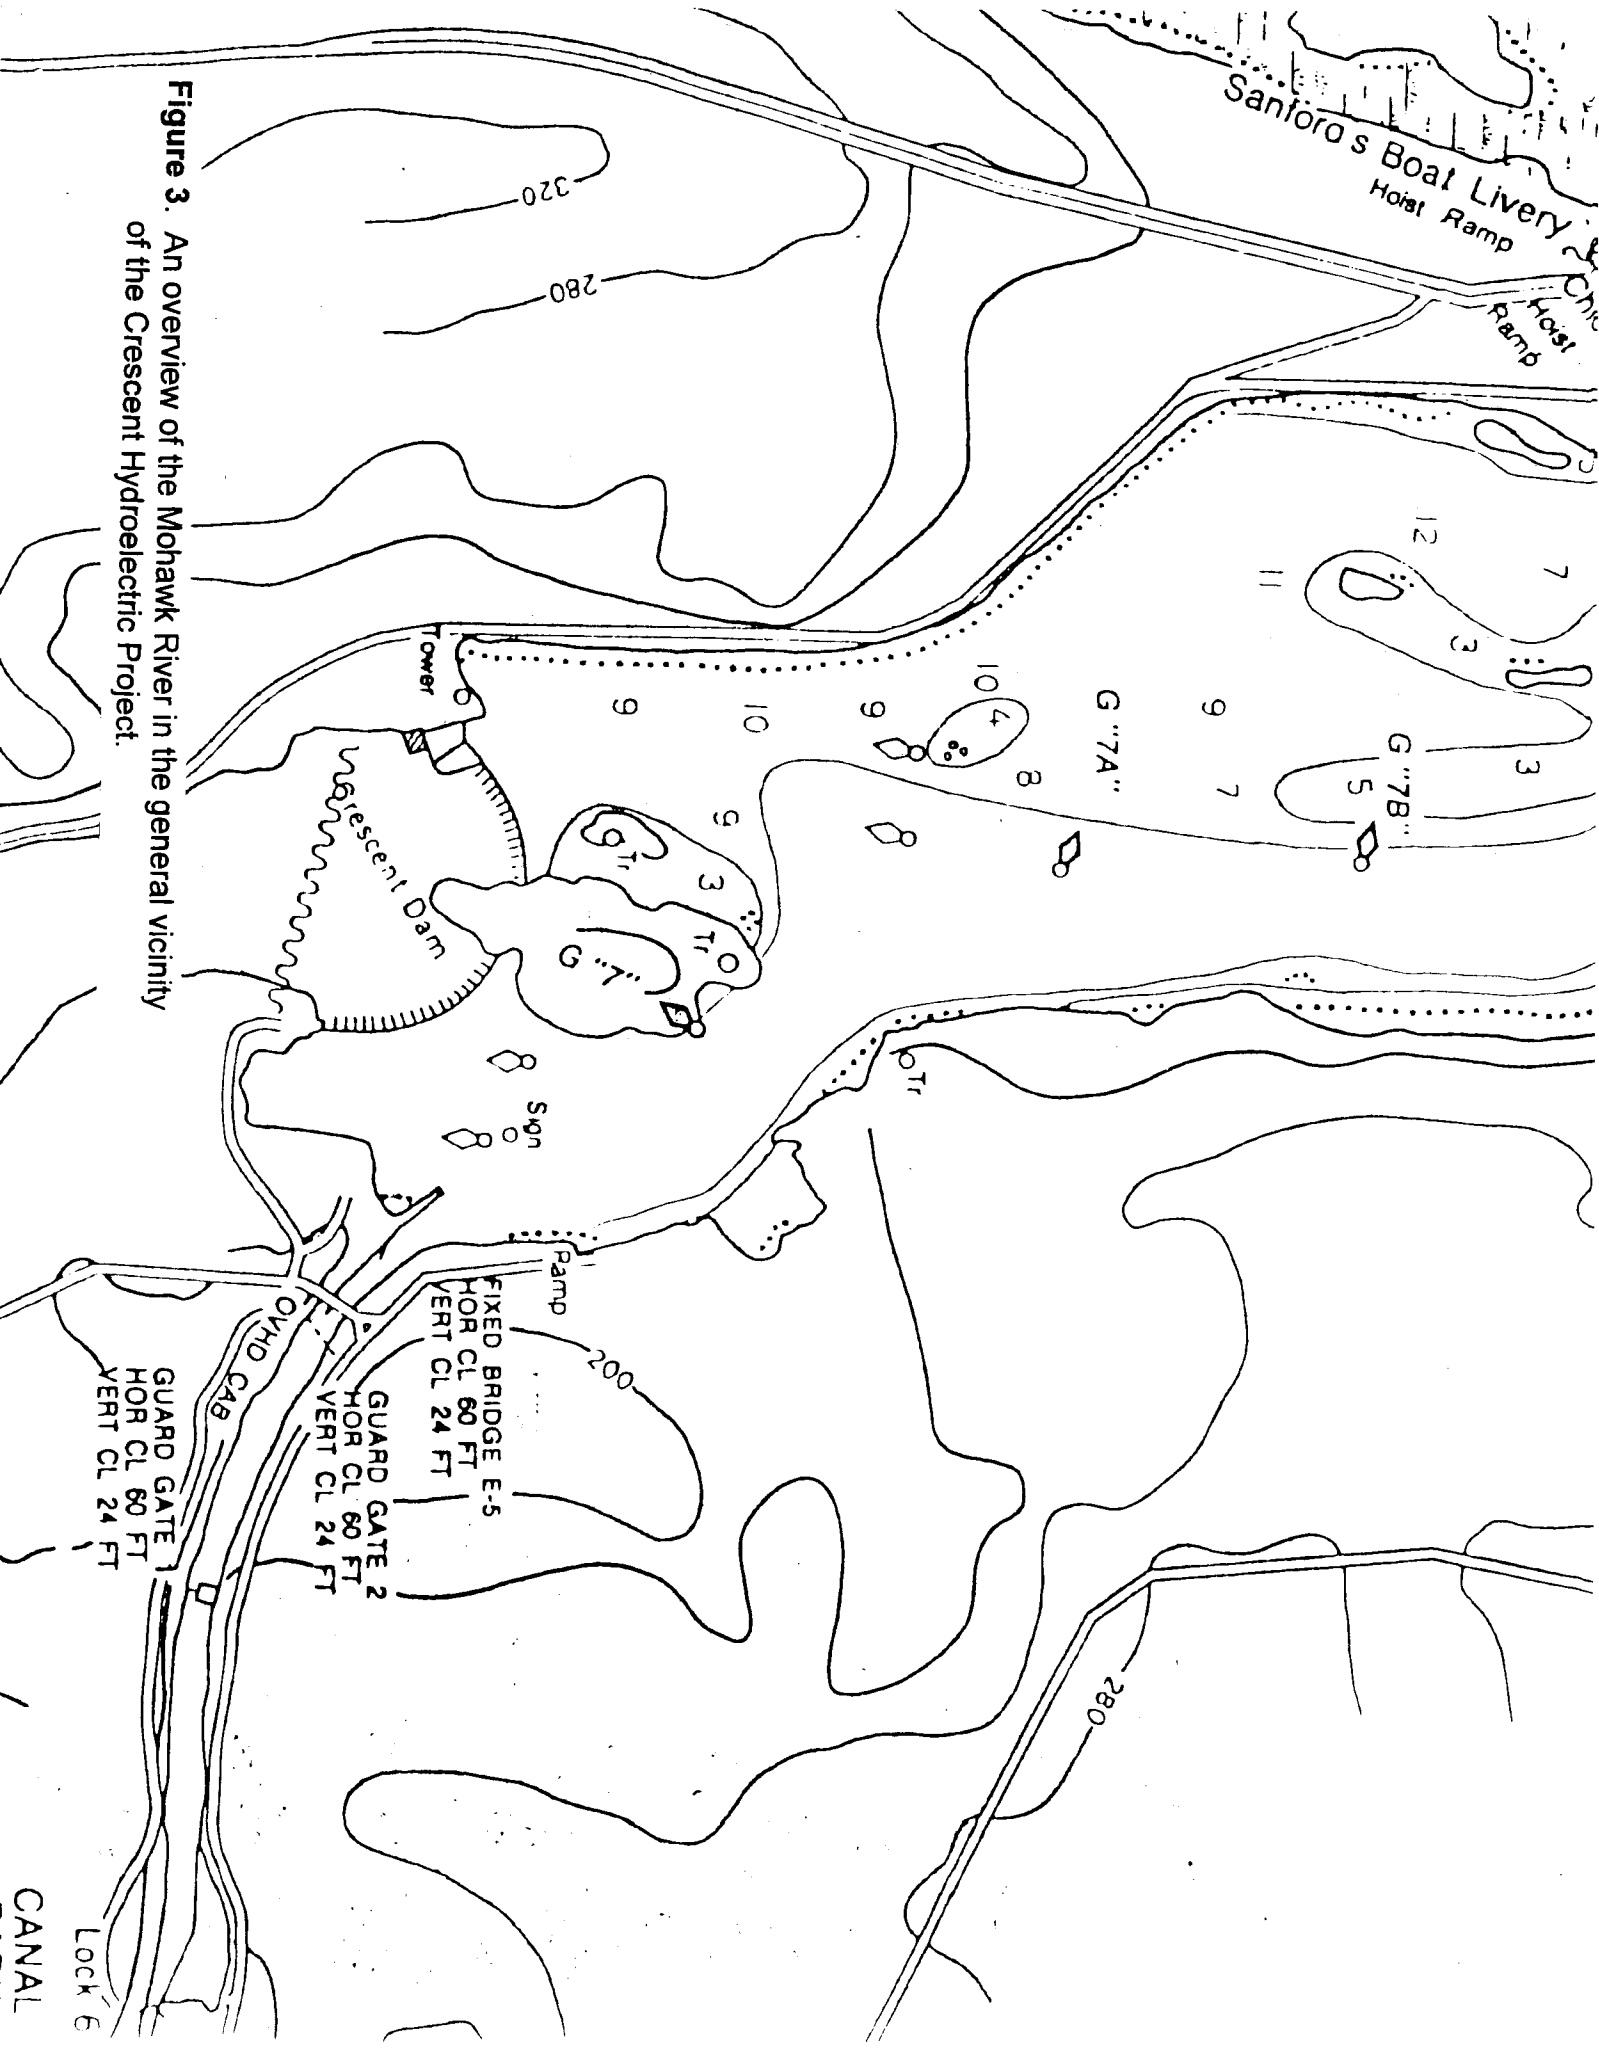 Sanford's Boat Livery
Hoist Ramp
Hoist
Ramp
12
7
11
3
3
G "7B"
5
9
7
G "7A"
10
4
8
9
10
9
9
3
Tr
Tr
G "7"
Tower
Crescent Dam
Tr
Sign
Ramp
320
280
200
280
FIXED BRIDGE E-5
HOR CL 60 FT
VERT CL 24 FT
GUARD GATE 2
HOR CL 60 FT
VERT CL 24 FT
OVHD CAB
GUARD GATE 1
HOR CL 60 FT
VERT CL 24 FT
Lock 6
CANAL
Figure 3. An overview of the Mohawk River in the general vicinity
of the Crescent Hydroelectric Project.